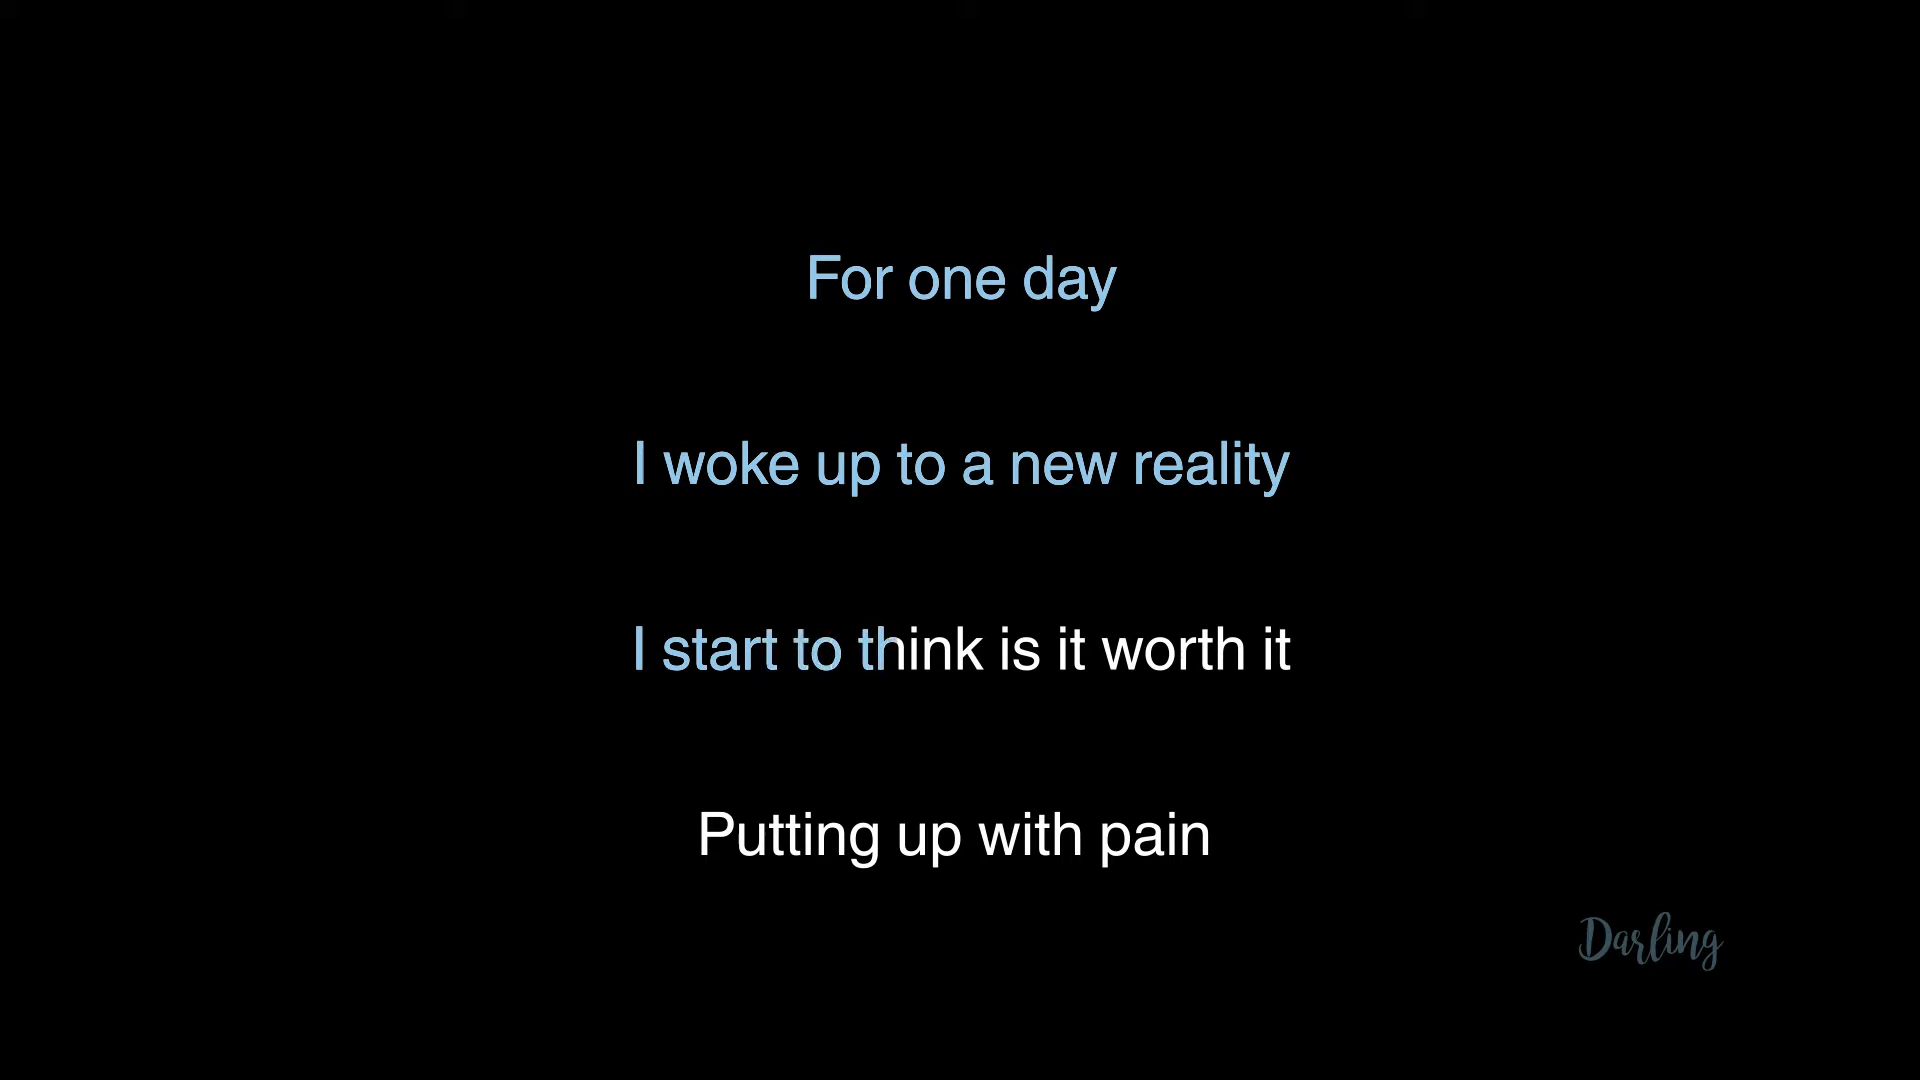 For one day
I woke up to a new reality
I start to think is it worth it
Putting up with pain
Darling